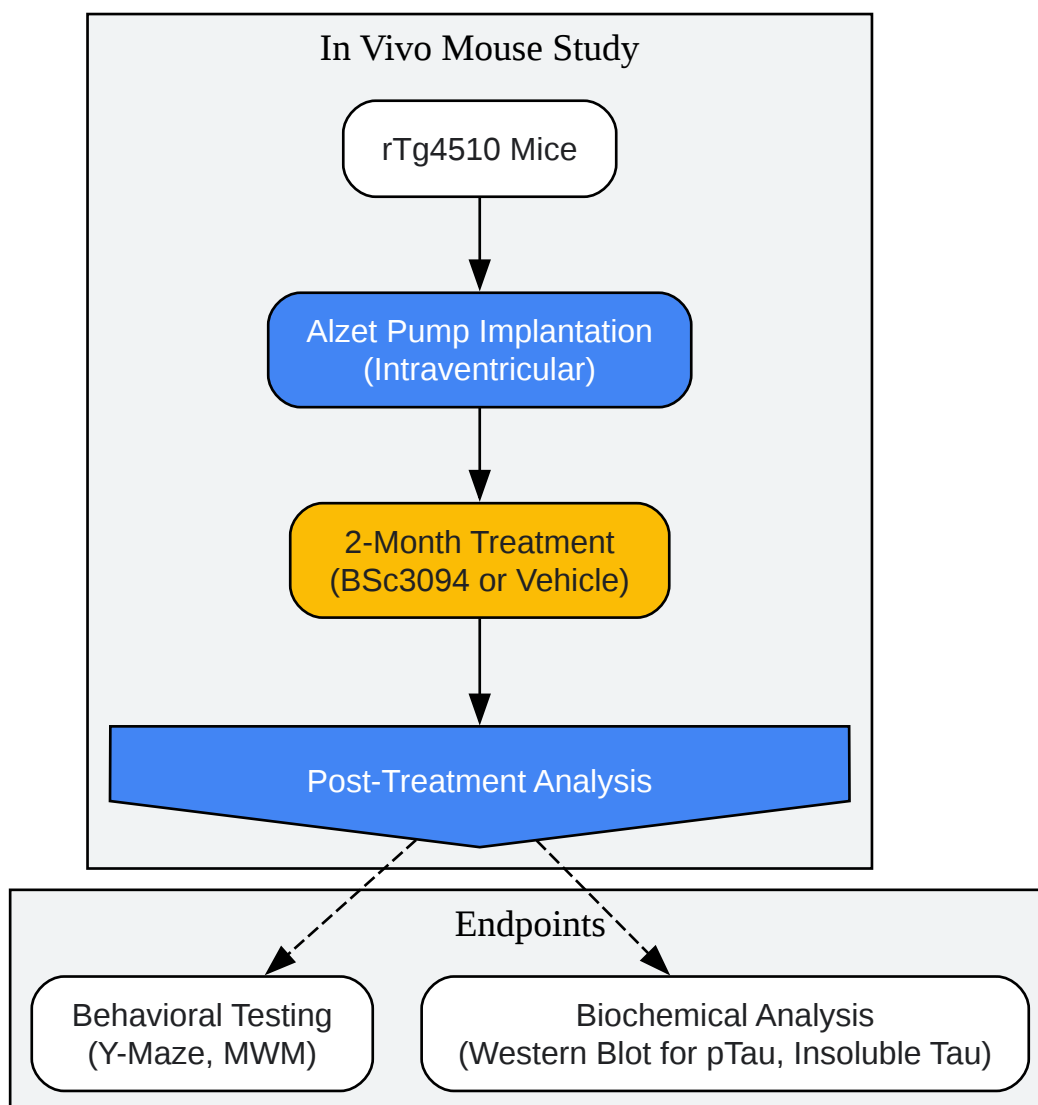 In Vivo Mouse Study
rTg4510 Mice
Alzet Pump Implantation
(Intraventricular)
2-Month Treatment
(BSc3094 or Vehicle)
Post-Treatment Analysis
Endpoints
Behavioral Testing
(Y-Maze, MWM)
Biochemical Analysis
(Western Blot for pTau, Insoluble Tau)